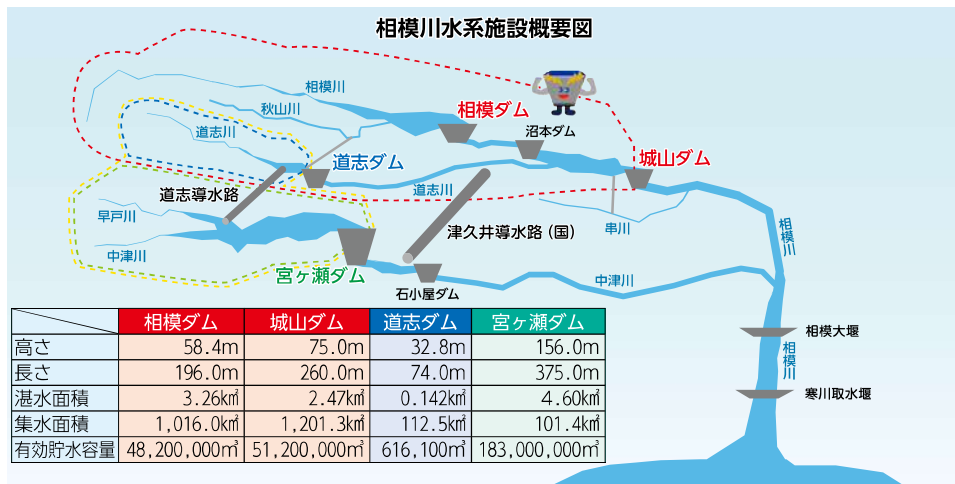 相模川水系施設概要図
相模川
秋山川
道志川
相模ダム
沼本ダム
城山ダム
道志ダム
道志川
道志導水路
早戸川
中津川
津久井導水路（国）
串川
相模川
宮ヶ瀬ダム
石小屋ダム
中津川
相模大堰
相模川
寒川取水堰
相模ダム 城山ダム 道志ダム 宮ヶ瀬ダム
高さ 58.4m 75.0m 32.8m 156.0m
長さ 196.0m 260.0m 74.0m 375.0m
湛水面積 3.26㎢ 2.47㎢ 0.142㎢ 4.60㎢
集水面積 1,016.0㎢ 1,201.3㎢ 112.5㎢ 101.4㎢
有効貯水容量 48,200,000㎥ 51,200,000㎥ 616,100㎥ 183,000,000㎥